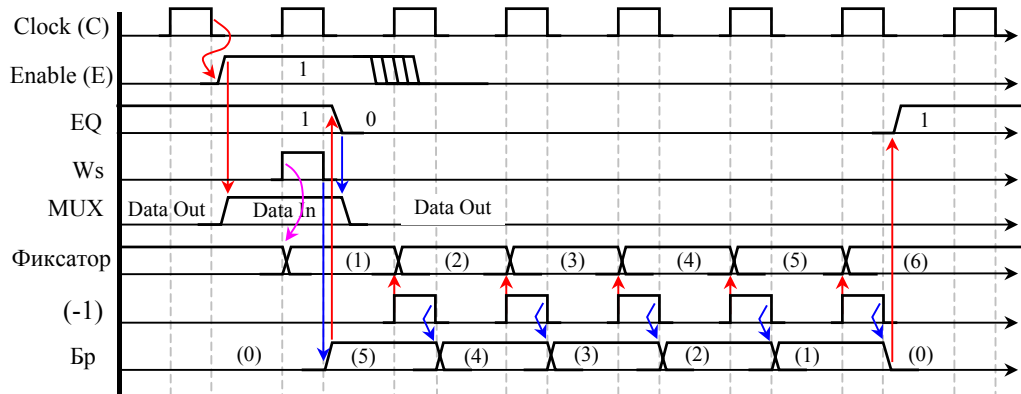 Clock (C)
Enable (E) 1
EQ 1 0 1
Ws
MUX Data Out Data In Data Out
Фиксатор (1) (2) (3) (4) (5) (6)
(-1)
Бр (0) (5) (4) (3) (2) (1) (0)